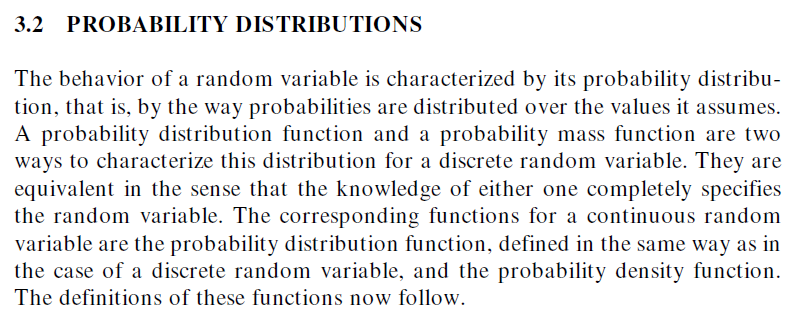 3.2 PROBABILITY DISTRIBUTIONS
The behavior of a random variable is characterized by its probability distribu-
tion, that is, by the way probabilities are distributed over the values it assumes.
A probability distribution function and a probability mass function are two
ways to characterize this distribution for a discrete random variable. They are
equivalent in the sense that the knowledge of either one completely specifies
the random variable. The corresponding functions for a continuous random
variable are the probability distribution function, defined in the same way as in
the case of a discrete random variable, and the probability density function.
The definitions of these functions now follow.